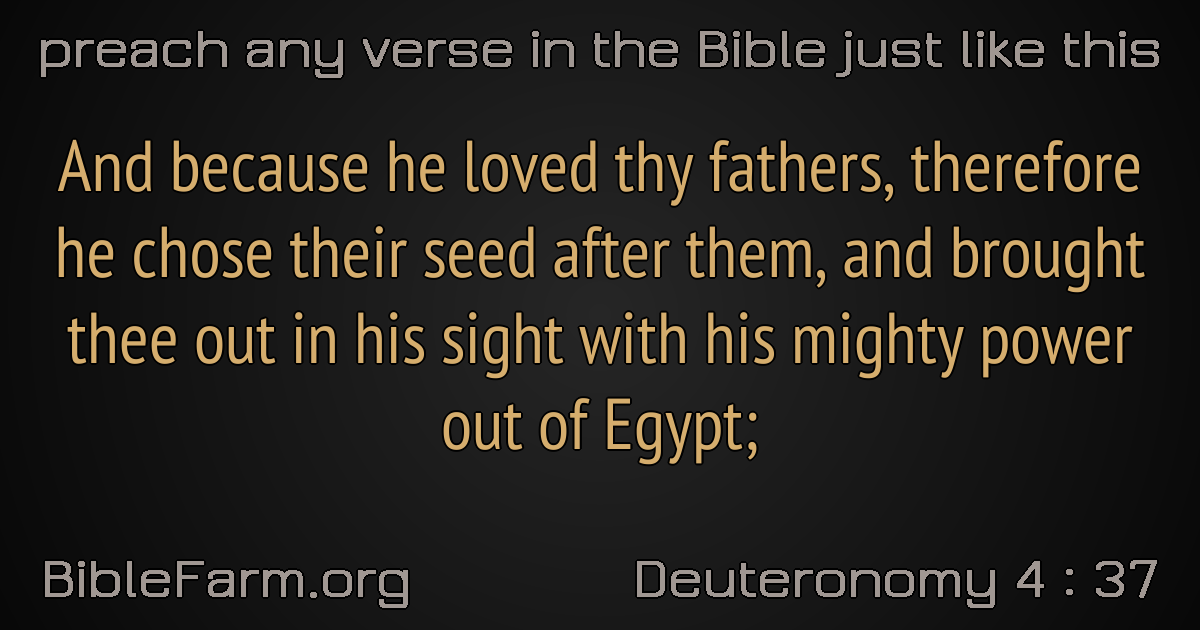 preach any verse in the Bible just like this
And because he loved thy fathers, therefore
he chose their seed after them, and brought
thee out in his sight with his mighty power
out of Egypt;
BibleFarm.org
Deuteronomy 4 : 37